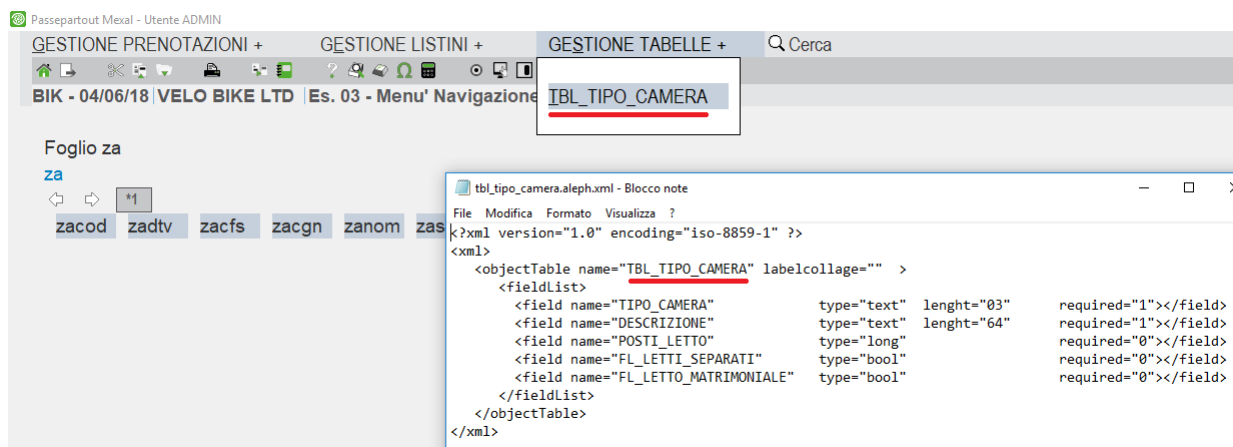 Passepartout Mexal - Utente ADMIN
GESTIONE PRENOTAZIONI + GESTIONE LISTINI + GESTIONE TABELLE + Cerca
BIK - 04/06/18 VELO BIKE LTD Es. 03 - Menu' Navigazione
TBL_TIPO_CAMERA
Foglio za
za
*1
zacod zadtv zacfs zacgn zanom zas
tbl_tipo_camera.aleph.xml - Blocco note
File Modifica Formato Visualizza ?
<?xml version="1.0" encoding="iso-8859-1" ?>
<xml>
<objectTable name="TBL_TIPO_CAMERA" labelcollage="" >
<fieldList>
<field name="TIPO_CAMERA" type="text" lenght="03" required="1"></field>
<field name="DESCRIZIONE" type="text" lenght="64" required="1"></field>
<field name="POSTI_LETTO" type="long" required="0"></field>
<field name="FL_LETTI_SEPARATI" type="bool" required="0"></field>
<field name="FL_LETTO_MATRIMONIALE" type="bool" required="0"></field>
</fieldList>
</objectTable>
</xml>